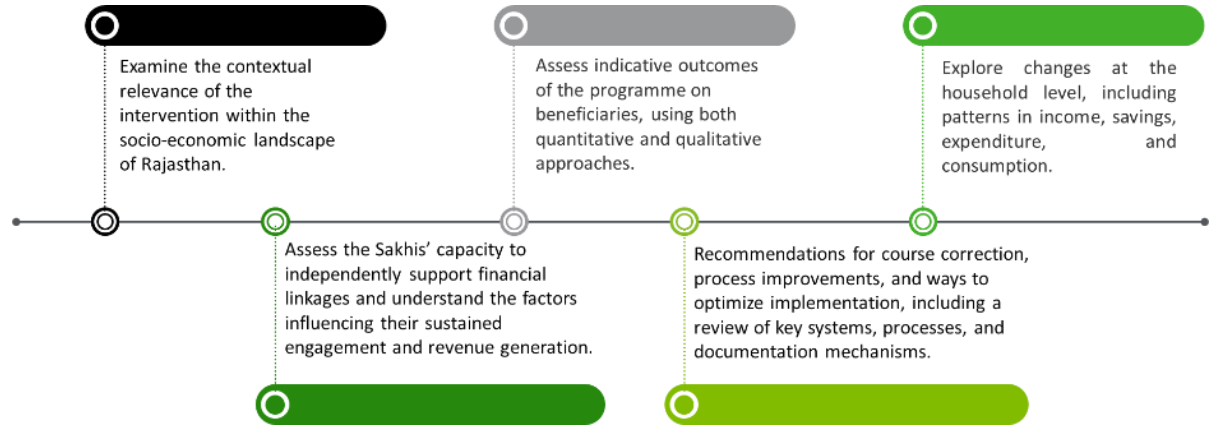 Examine the contextual
relevance of the
intervention within the
socio-economic landscape
of Rajasthan.
Assess the Sakhis’ capacity to
independently support financial
linkages and understand the factors
influencing their sustained
engagement and revenue generation.
Assess indicative outcomes
of the programme on
beneficiaries, using both
quantitative and qualitative
approaches.
Recommendations for course correction,
process improvements, and ways to
optimize implementation, including a
review of key systems, processes, and
documentation mechanisms.
Explore changes at the
household level, including
patterns in income, savings,
expenditure, and
consumption.